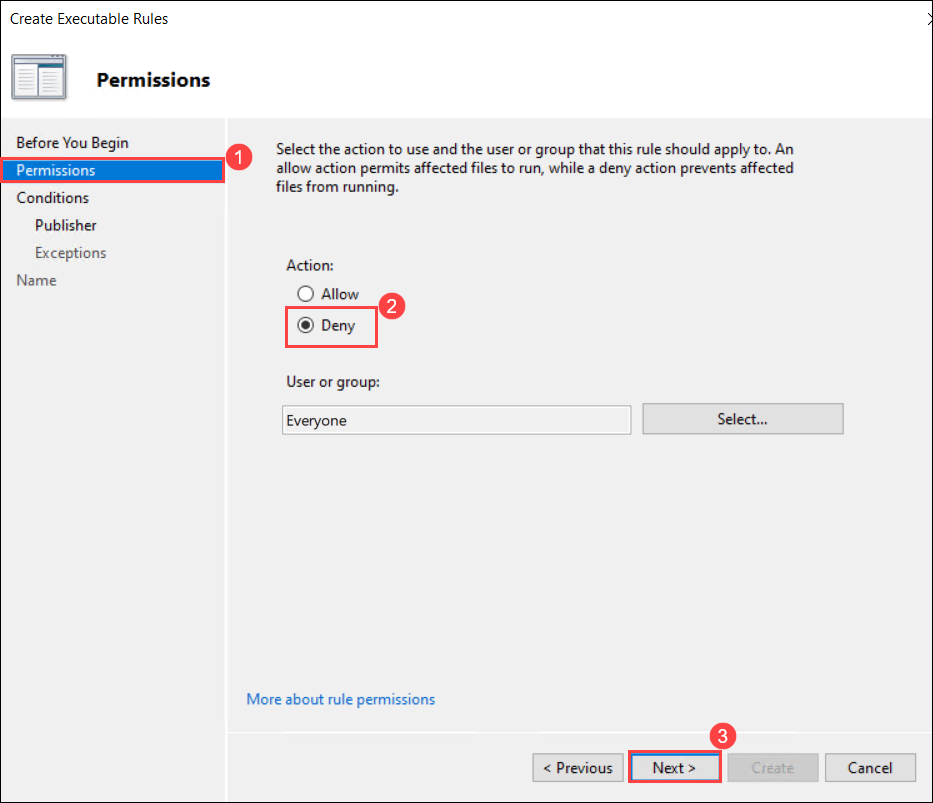 Create Executable Rules
Permissions
Before You Begin
Permissions
1
Conditions
Publisher
Exceptions
Name
Select the action to use and the user or group that this rule should apply to. An
allow action permits affected files to run, while a deny action prevents affected
files from running.
Action:
Allow
2
Deny
User or group:
Everyone
Select...
More about rule permissions
3
< Previous
Next >
Create
Cancel